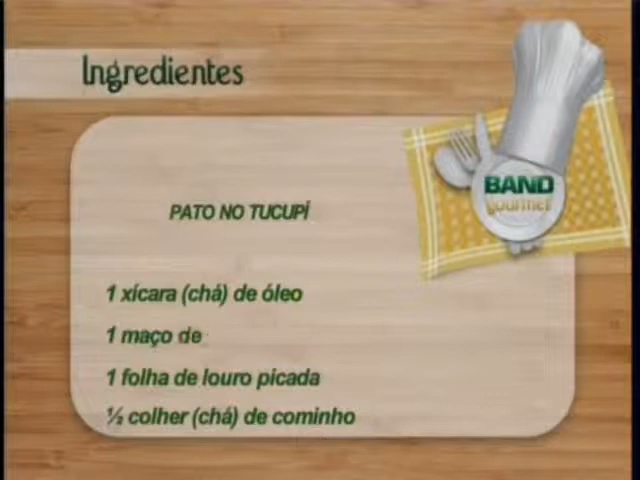 Ingredientes
BAND
gourmet
PATO NO TUCUPÍ
1 xícara (chá) de óleo
1 maço de
1 folha de louro picada
½ colher (chá) de cominho